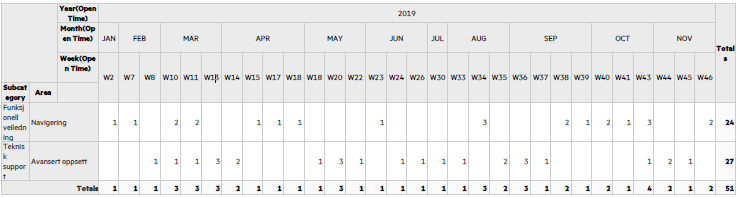 Year(Open Time) 2019
Month(Open Time) JAN FEB MAR APR MAY JUN JUL AUG SEP OCT NOV Totals
Week(Open Time) W2 W7 W8 W10 W11 W13 W14 W15 W17 W18 W18 W20 W22 W23 W24 W26 W30 W33 W34 W35 W36 W37 W38 W39 W40 W41 W43 W44 W45 W46
Subcategory Area
Funksjonell veiledning Navigering 1 1 2 2 1 1 1 1 3 2 1 2 1 3 2 24
Teknisk support Avansert oppsett 1 1 1 3 2 1 3 1 1 1 1 1 2 3 1 1 2 1 27
Totals 1 1 1 3 3 3 2 1 1 1 1 3 1 1 1 1 1 1 3 2 3 1 2 1 2 1 4 2 1 2 51